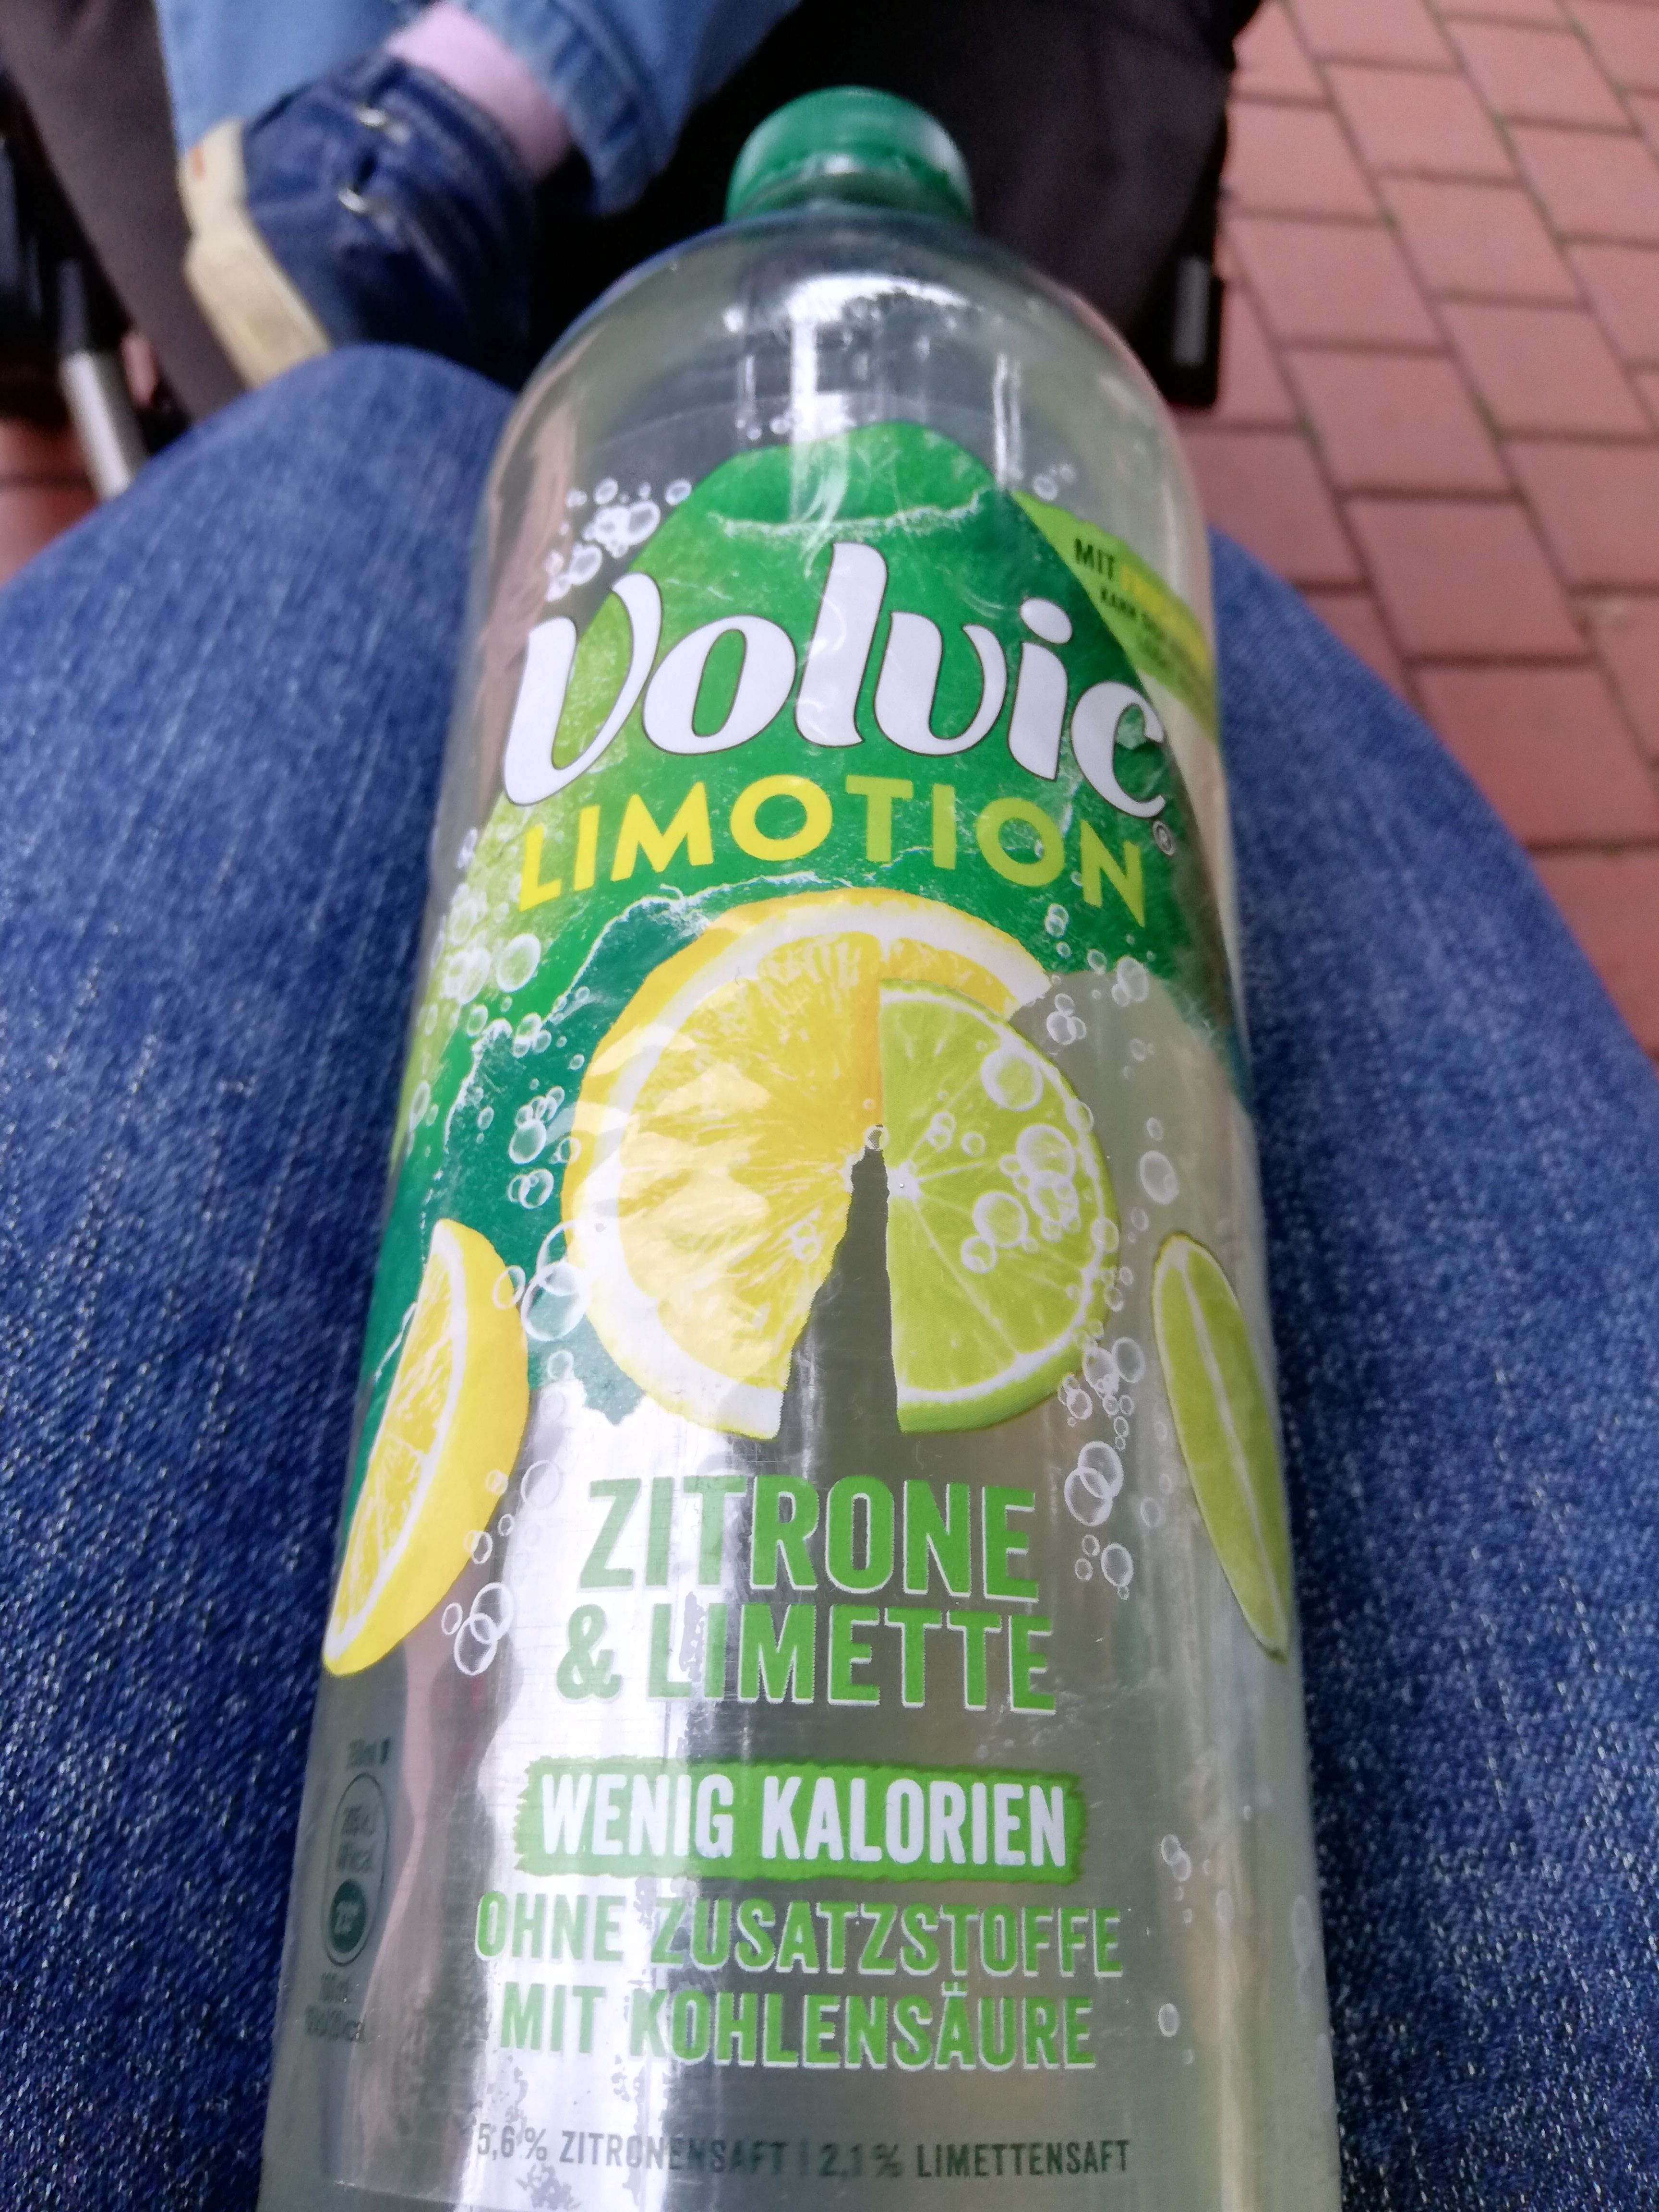 Volvic
®
LIMOTION
MIT
ZITRONE
& LIMETTE
WENIG KALORIEN
OHNE ZUSATZSTOFFE
MIT KOHLENSÄURE
5,6% ZITRONENSAFT | 2,1% LIMETTENSAFT